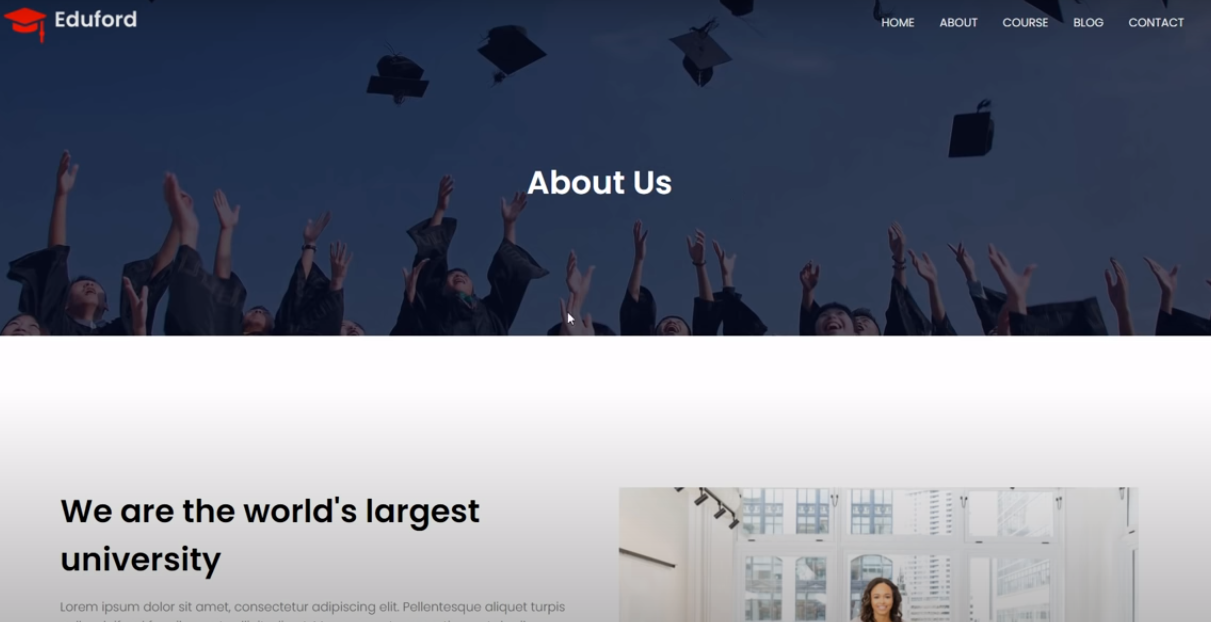 Eduford
HOME ABOUT COURSE BLOG CONTACT
About Us
We are the world's largest
university
Lorem ipsum dolor sit amet, consectetur adipiscing elit. Pellentesque aliquet turpis